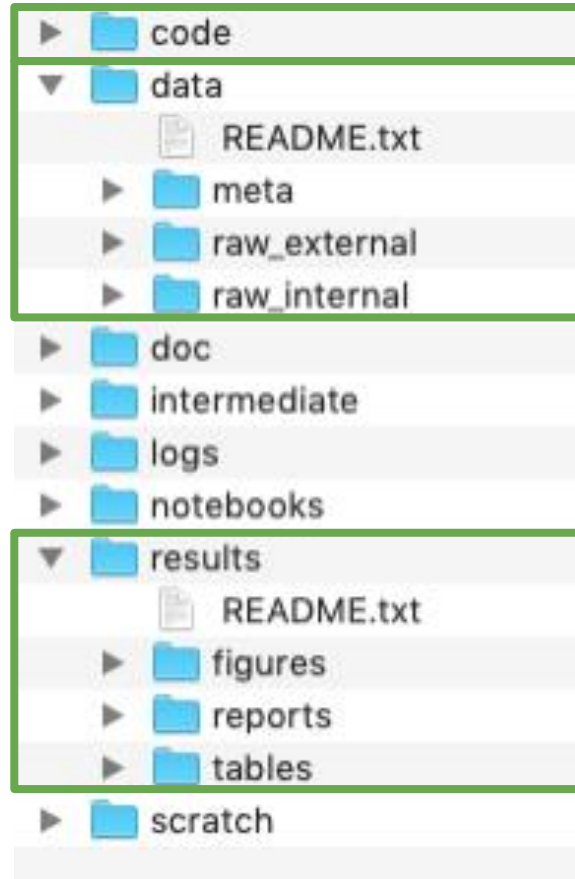 code
data
README.txt
meta
raw_external
raw_internal
doc
intermediate
logs
notebooks
results
README.txt
figures
reports
tables
scratch